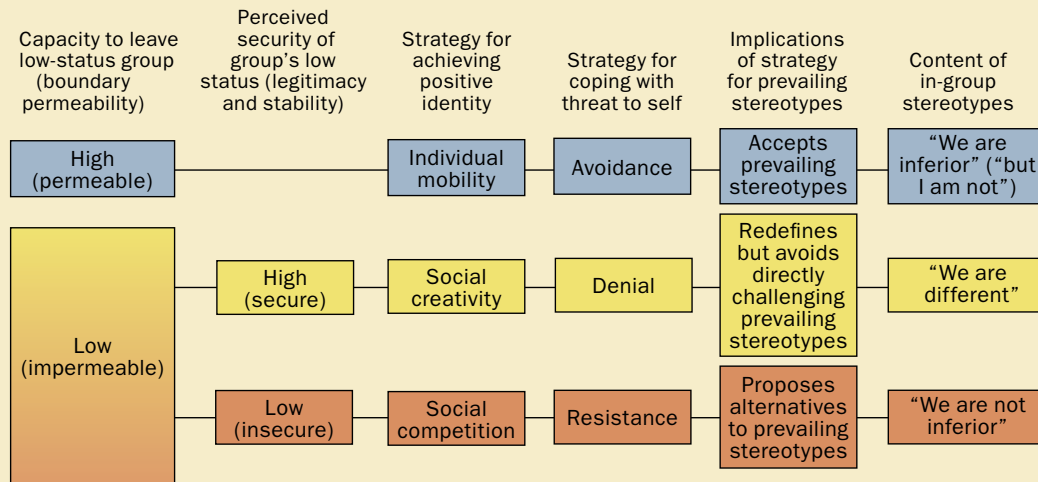 Capacity to leave
low-status group
(boundary
permeability)
Perceived
security of
group’s low
status (legitimacy
and stability)
Strategy for
achieving
positive
identity
Strategy for
coping with
threat to self
Implications
of strategy
for prevailing
stereotypes
Content of
in-group
stereotypes
High
(permeable)
Individual
mobility
Avoidance
Accepts
prevailing
stereotypes
“We are
inferior” (“but
I am not”)
Low
(impermeable)
High
(secure)
Social
creativity
Denial
Redefines
but avoids
directly
challenging
prevailing
stereotypes
“We are
different”
Low
(insecure)
Social
competition
Resistance
Proposes
alternatives
to prevailing
stereotypes
“We are not
inferior”